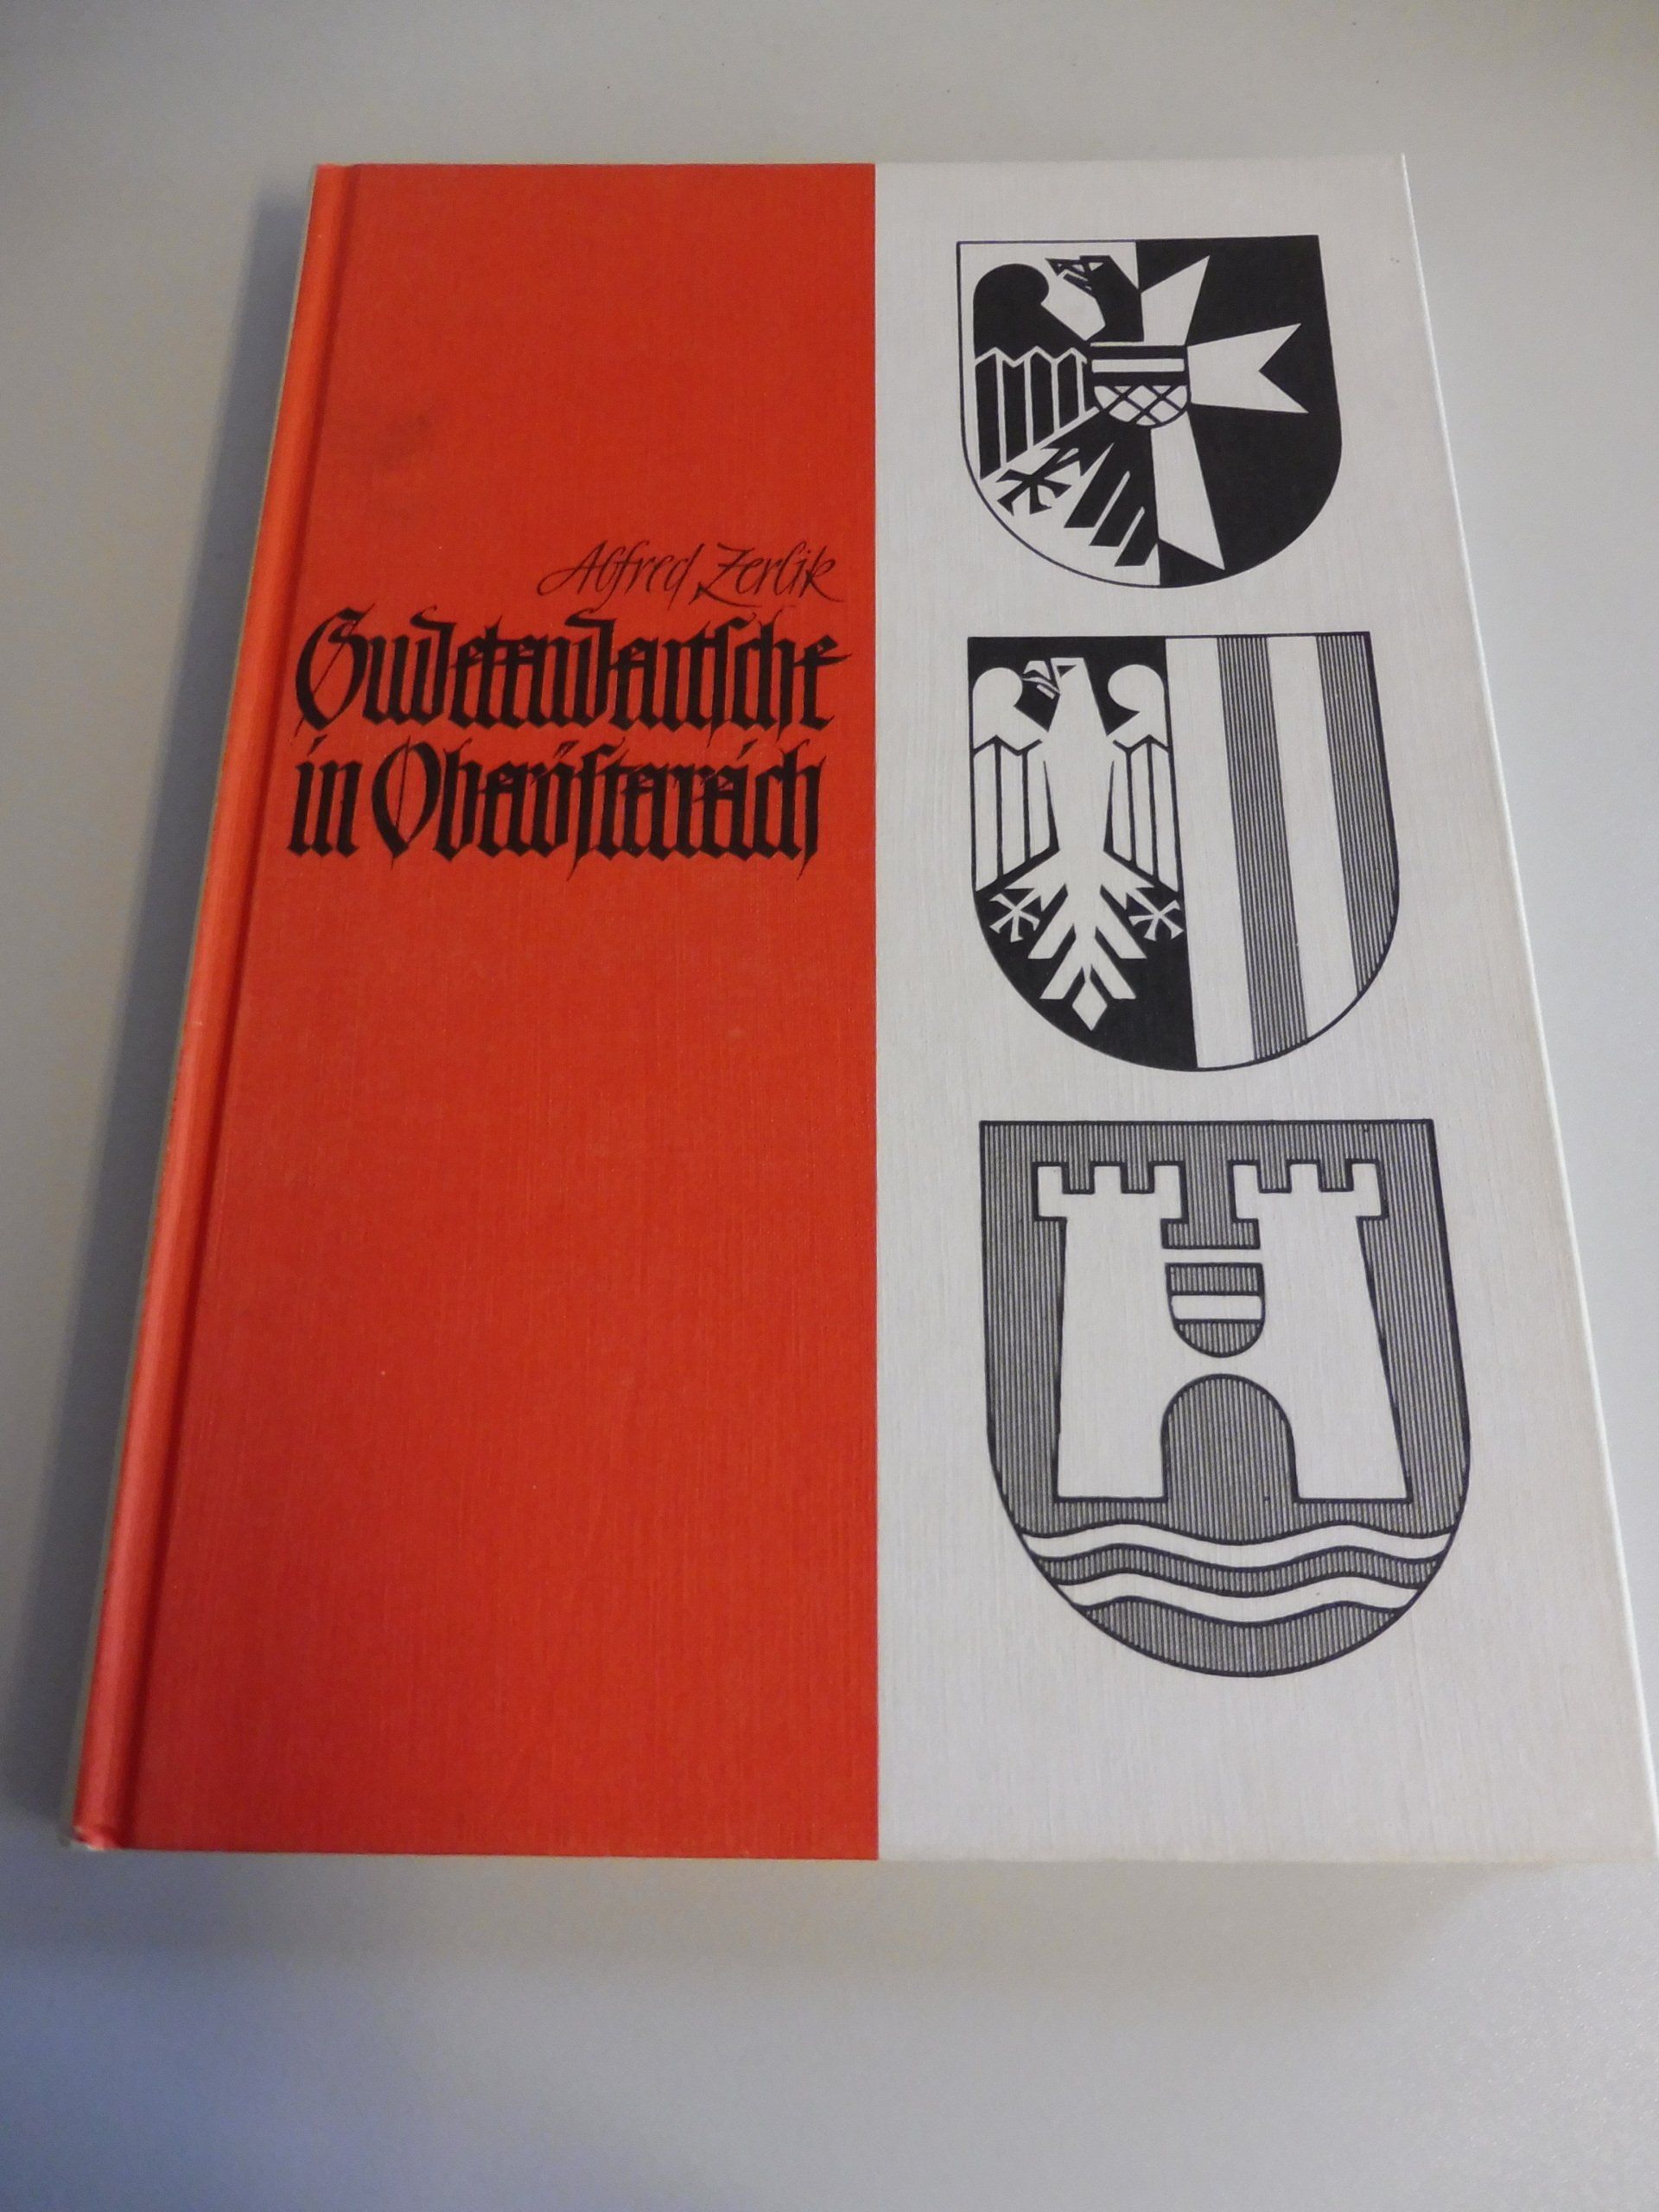 Alfred Zerlik
Sudetendeutsche
in Oberösterreich